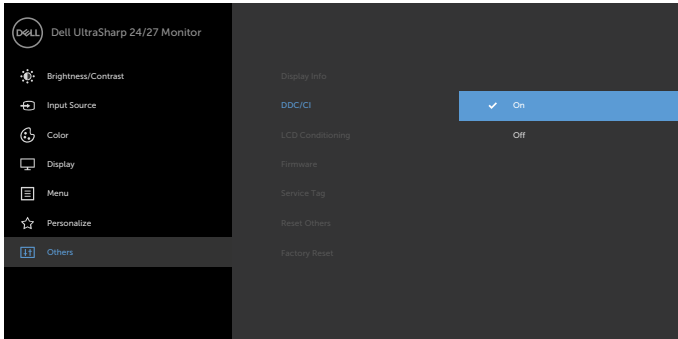 DELL
Dell UltraSharp 24/27 Monitor
Brightness/Contrast
Input Source
Color
Display
Menu
Personalize
Others
Display Info
DDC/CI
LCD Conditioning
Firmware
Service Tag
Reset Others
Factory Reset
On
Off